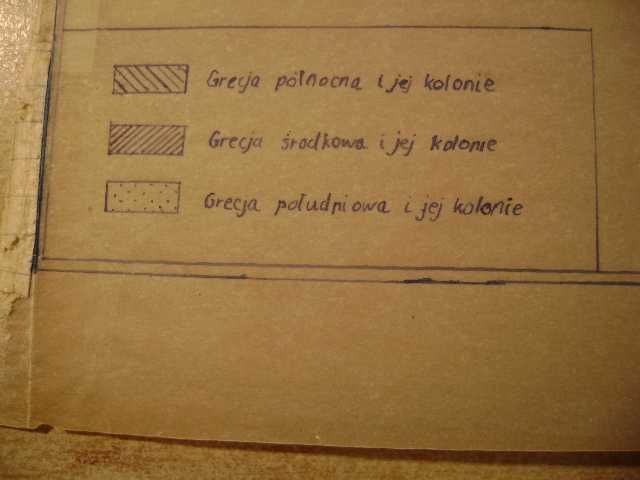 Grecja północna i jej kolonie
Grecja środkowa i jej kolonie
Grecja południowa i jej kolonie